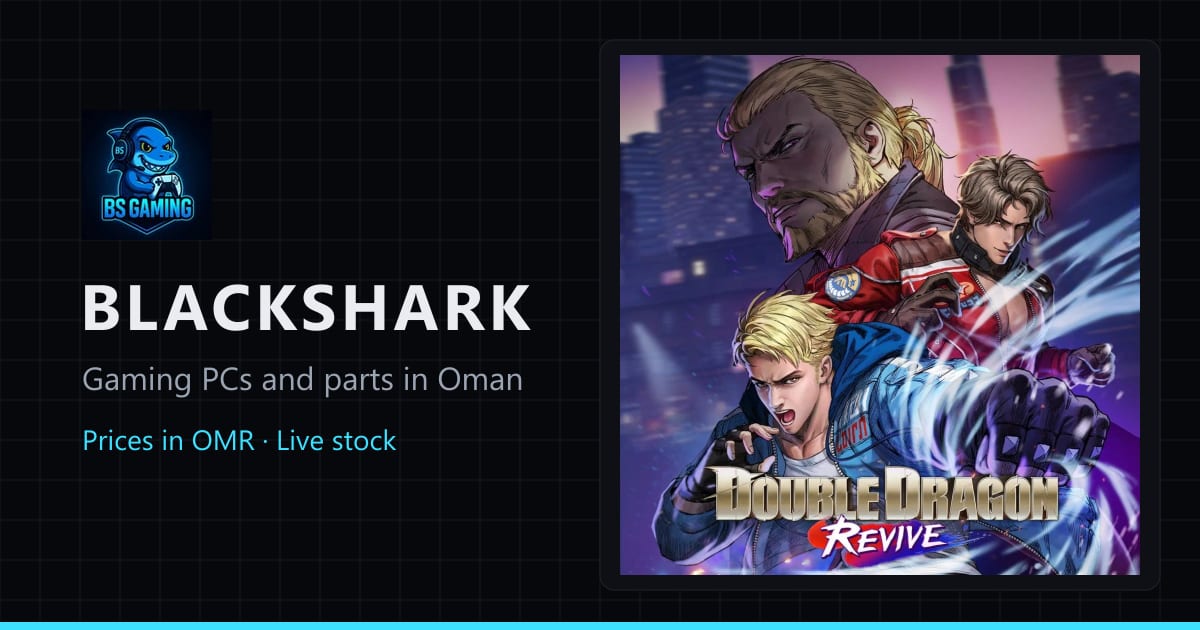 BS
BS GAMING
BLACKSHARK
Gaming PCs and parts in Oman
Prices in OMR · Live stock
DOUBLE DRAGON
REVIVE